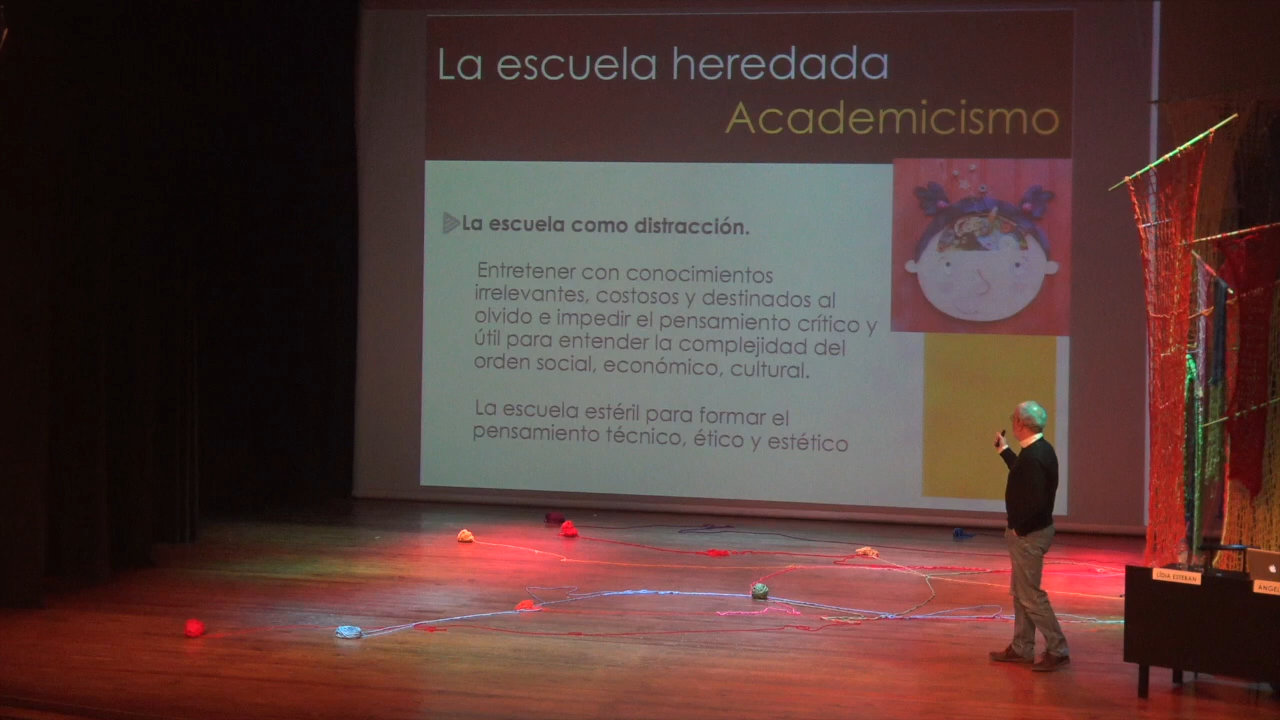 La escuela heredada
Academicismo
La escuela como distracción.
Entretener con conocimientos
irrelevantes, costosos y destinados al
olvido e impedir el pensamiento crítico y
útil para entender la complejidad del
orden social, económico, cultural.
La escuela estéril para formar el
pensamiento técnico, ético y estético
LÍDIA ESTEBAN
ÀNGEL